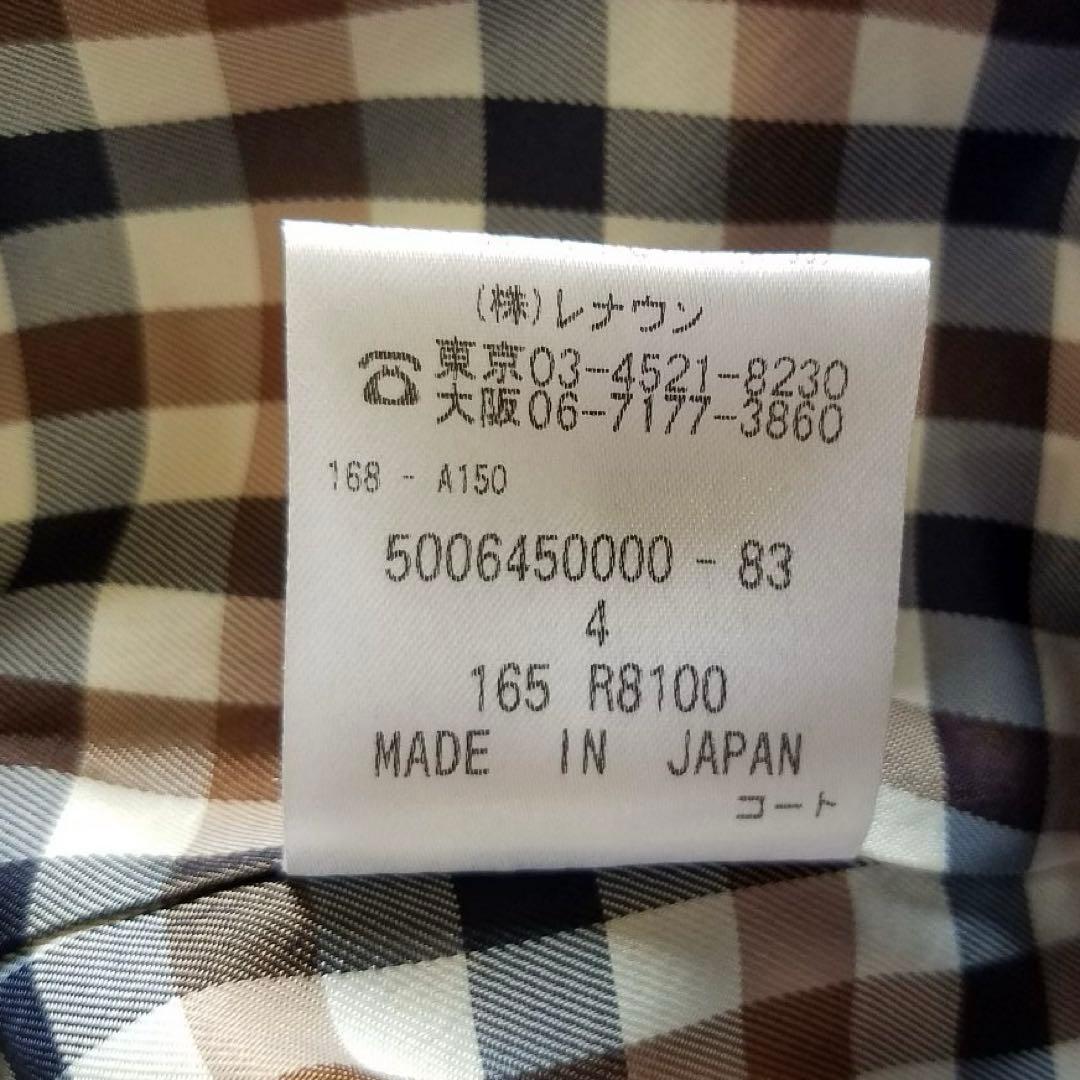 (株)レナウン
☎東京03-4521-8230
大阪06-7177-3860
168 - A150
5006450000 - 83
4
165 R8100
MADE IN JAPAN
コート